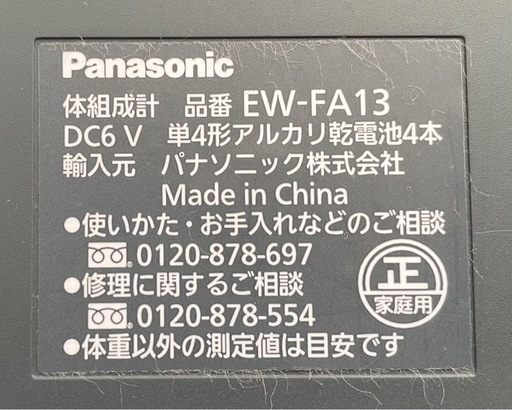 Panasonic
体組成計 品番 EW-FA13
DC6 V 単4形アルカリ乾電池4本
輸入元 パナソニック株式会社
Made in China
●使いかた・お手入れなどのご相談
0120-878-697
●修理に関するご相談
0120-878-554
正
家庭用
●体重以外の測定値は目安です